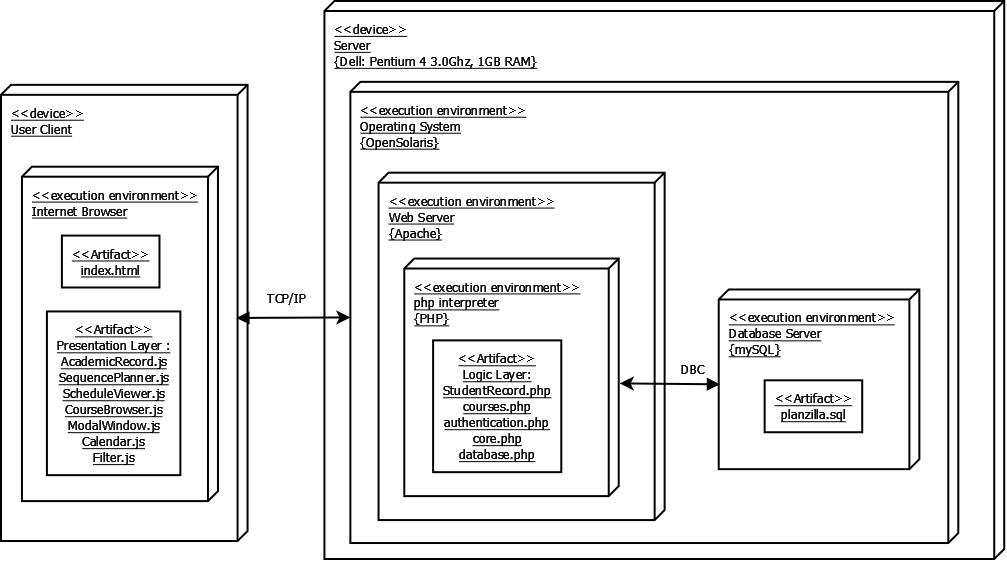 <<device>>
User Client
<<execution environment>>
Internet Browser
<<Artifact>>
index.html
<<Artifact>>
Presentation Layer :
AcademicRecord.js
SequencePlanner.js
ScheduleViewer.js
CourseBrowser.js
ModalWindow.js
Calendar.js
Filter.js
TCP/IP
<<device>>
Server
{Dell: Pentium 4 3.0Ghz, 1GB RAM}
<<execution environment>>
Operating System
{OpenSolaris}
<<execution environment>>
Web Server
{Apache}
<<execution environment>>
php interpreter
{PHP}
<<Artifact>>
Logic Layer:
StudentRecord.php
courses.php
authentication.php
core.php
database.php
DBC
<<execution environment>>
Database Server
{mySQL}
<<Artifact>>
planzilla.sql